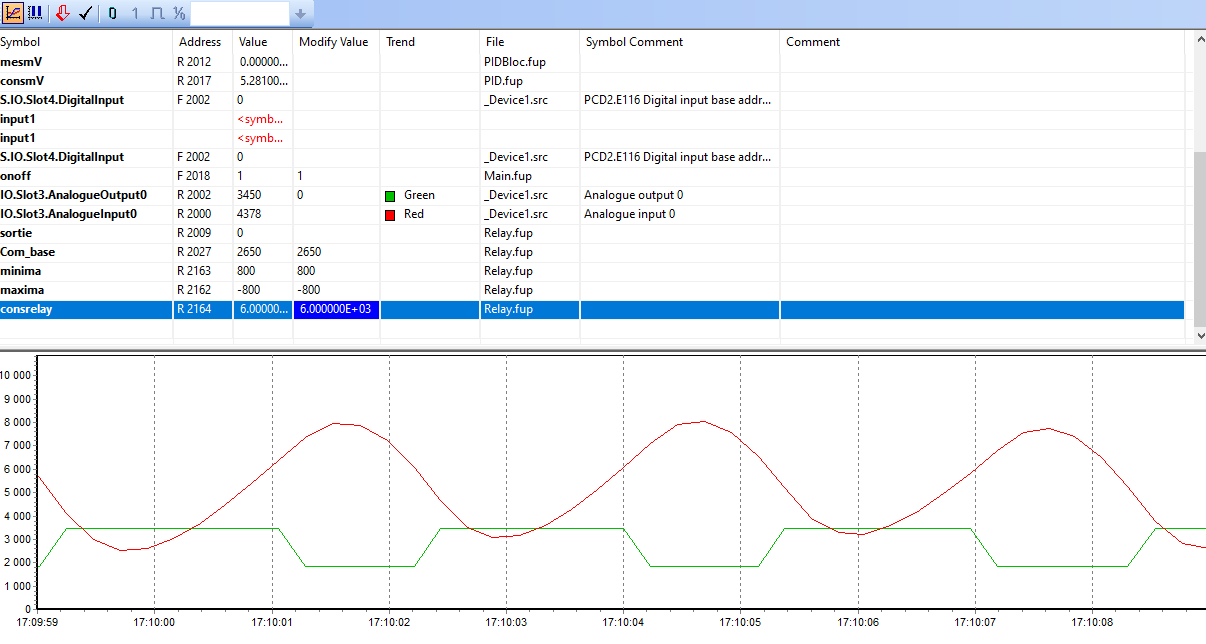 0 1 ⅟₀
Symbol Address Value Modify Value Trend File Symbol Comment Comment
mesmV R 2012 0.00000... PIDBloc.fup
consmV R 2017 5.28100... PID.fup
S.IO.Slot4.DigitalInput F 2002 0 _Device1.src PCD2.E116 Digital input base addr...
input1 <symb...
input1 <symb...
S.IO.Slot4.DigitalInput F 2002 0 _Device1.src PCD2.E116 Digital input base addr...
onoff F 2018 1 1 Main.fup
IO.Slot3.AnalogueOutput0 R 2002 3450 0 Green _Device1.src Analogue output 0
IO.Slot3.AnalogueInput0 R 2000 4378 Red _Device1.src Analogue input 0
sortie R 2009 0 Relay.fup
Com_base R 2027 2650 2650 Relay.fup
minima R 2163 800 800 Relay.fup
maxima R 2162 -800 -800 Relay.fup
consrelay R 2164 6.00000... 6.000000E+03 Relay.fup
10 000
9 000
8 000
7 000
6 000
5 000
4 000
3 000
2 000
1 000
0
17:09:59 17:10:00 17:10:01 17:10:02 17:10:03 17:10:04 17:10:05 17:10:06 17:10:07 17:10:08